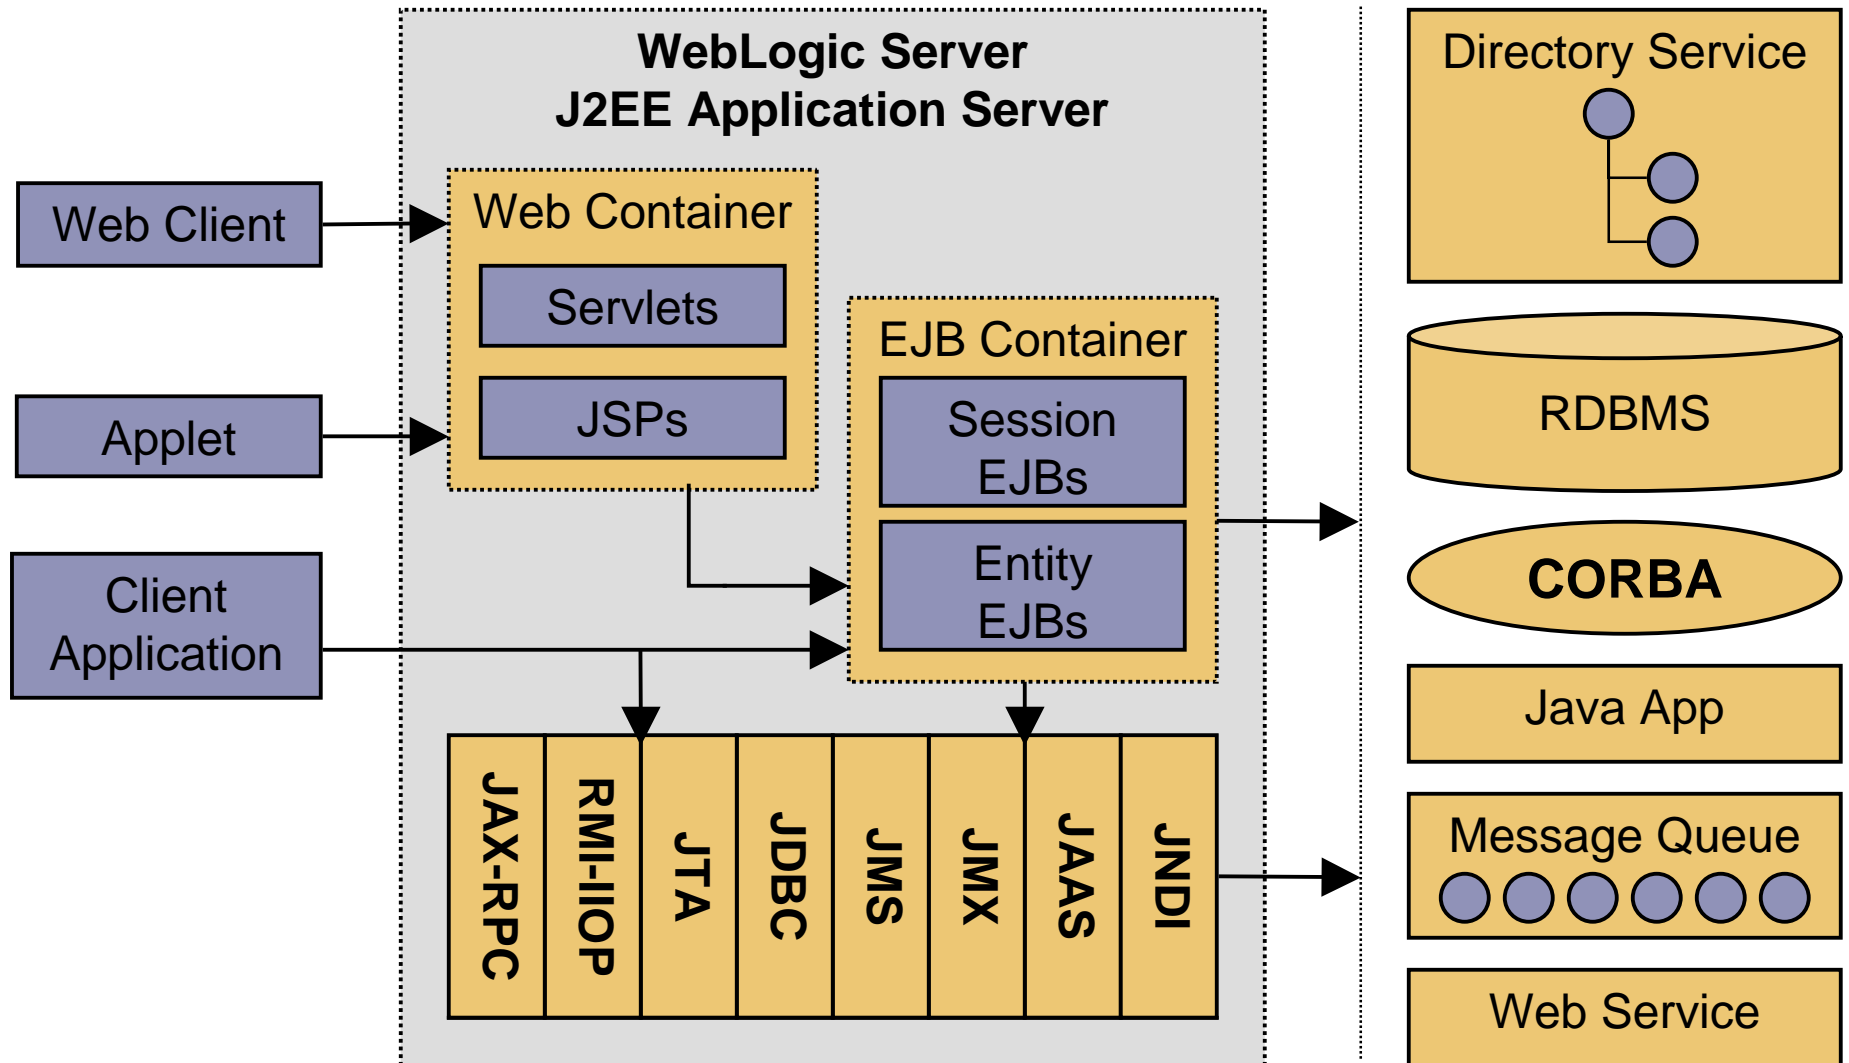 WebLogic Server
J2EE Application Server
Web Client
Applet
Client
Application
Web Container
Servlets
JSPs
EJB Container
Session
EJBs
Entity
EJBs
JAX-RPC
RMI-IIOP
JTA
JDBC
JMS
JMX
JAAS
JNDI
Directory Service
RDBMS
CORBA
Java App
Message Queue
Web Service